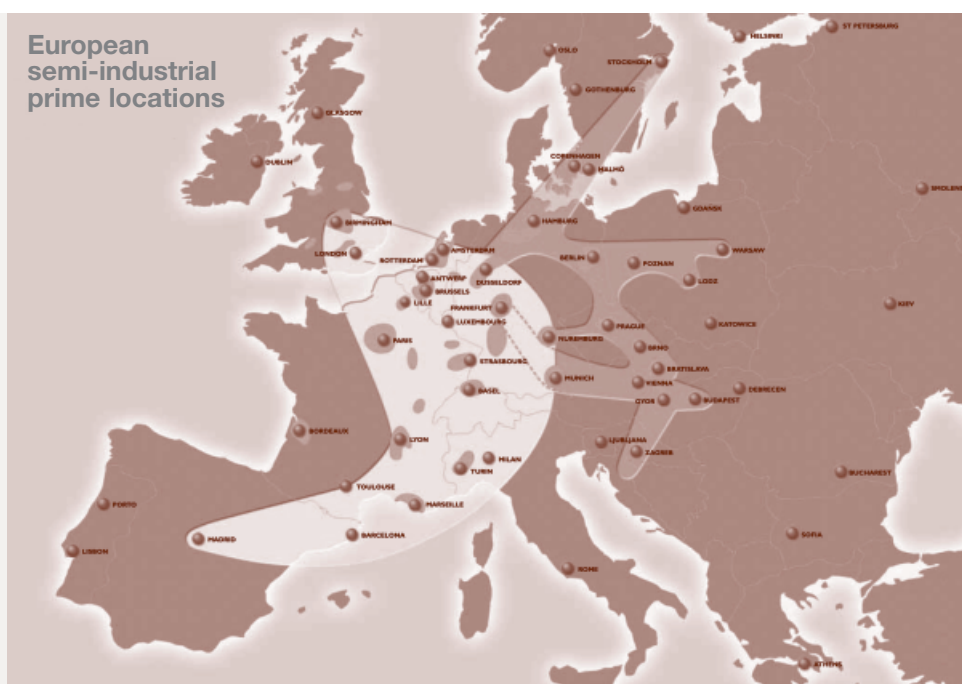 European
semi-industrial
prime locations
ST PETERSBURG
HELSINKI
OSLO
STOCKHOLM
GOTHENBURG
GLASGOW
COPENHAGEN
MALMÖ
DUBLIN
SMOLENS
GDAŃSK
BIRMINGHAM
HAMBURG
AMSTERDAM
WARSAW
LONDON
ROTTERDAM
BERLIN
POZNAN
ANTWERP
DUSSELDORF
LODZ
BRUSSELS
LILLE
FRANKFURT
KIEV
LUXEMBOURG
PRAGUE
KATOWICE
PARIS
NUREMBURG
BRNO
STRASBOURG
BRATISLAVA
MUNICH
VIENNA
BASEL
DEBRECEN
GYOR
BUDAPEST
BORDEAUX
LYON
LJUBLJANA
ZAGREB
MILAN
TURIN
BUCHAREST
TOULOUSE
PORTO
MARSEILLE
MADRID
BARCELONA
SOFIA
LISBON
ROME
ATHENS